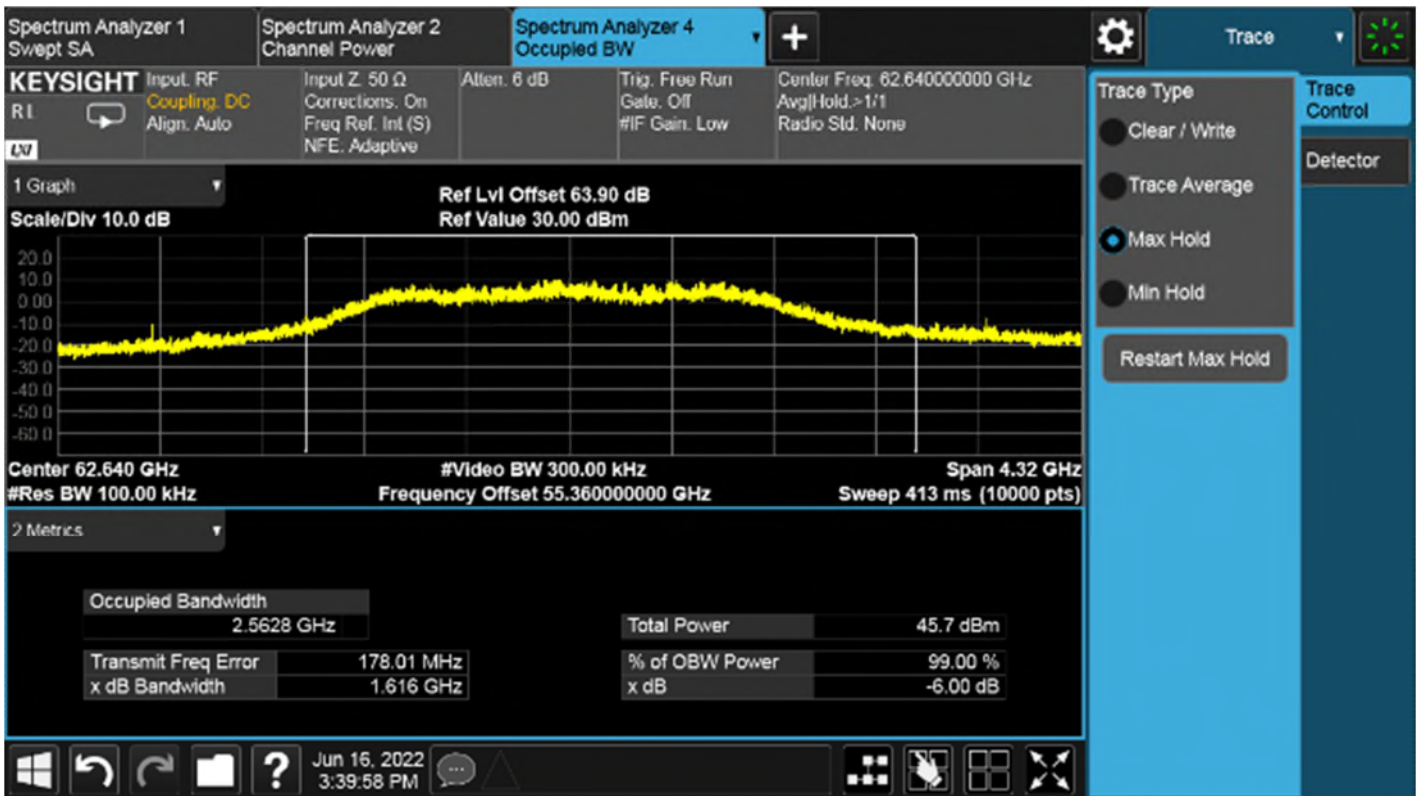 Spectrum Analyzer 1
Swept SA
Spectrum Analyzer 2
Channel Power
Spectrum Analyzer 4
Occupied BW
Trace
KEYSIGHT
RL
LXI
Input. RF
Coupling. DC
Align. Auto
Input Z. 50 Ω
Corrections. On
Freq Ref. Int (S)
NFE. Adaptive
Atten. 6 dB
Trig. Free Run
Gate. Off
#IF Gain. Low
Center Freq. 62.640000000 GHz
Avg|Hold.>1/1
Radio Std. None
1 Graph
Scale/Div 10.0 dB
Ref Lvl Offset 63.90 dB
Ref Value 30.00 dBm
20.0
10.0
0.00
-10.0
-20.0
-30.0
-40.0
-50.0
-60.0
Center 62.640 GHz
#Res BW 100.00 kHz
#Video BW 300.00 kHz
Frequency Offset 55.360000000 GHz
Span 4.32 GHz
Sweep 413 ms (10000 pts)
2 Metrics
Occupied Bandwidth
2.5628 GHz
Transmit Freq Error 178.01 MHz
x dB Bandwidth 1.616 GHz
Total Power 45.7 dBm
% of OBW Power 99.00 %
x dB -6.00 dB
Trace Type
Clear / Write
Trace Average
Max Hold
Min Hold
Restart Max Hold
Trace
Control
Detector
?
Jun 16, 2022
3:39:58 PM